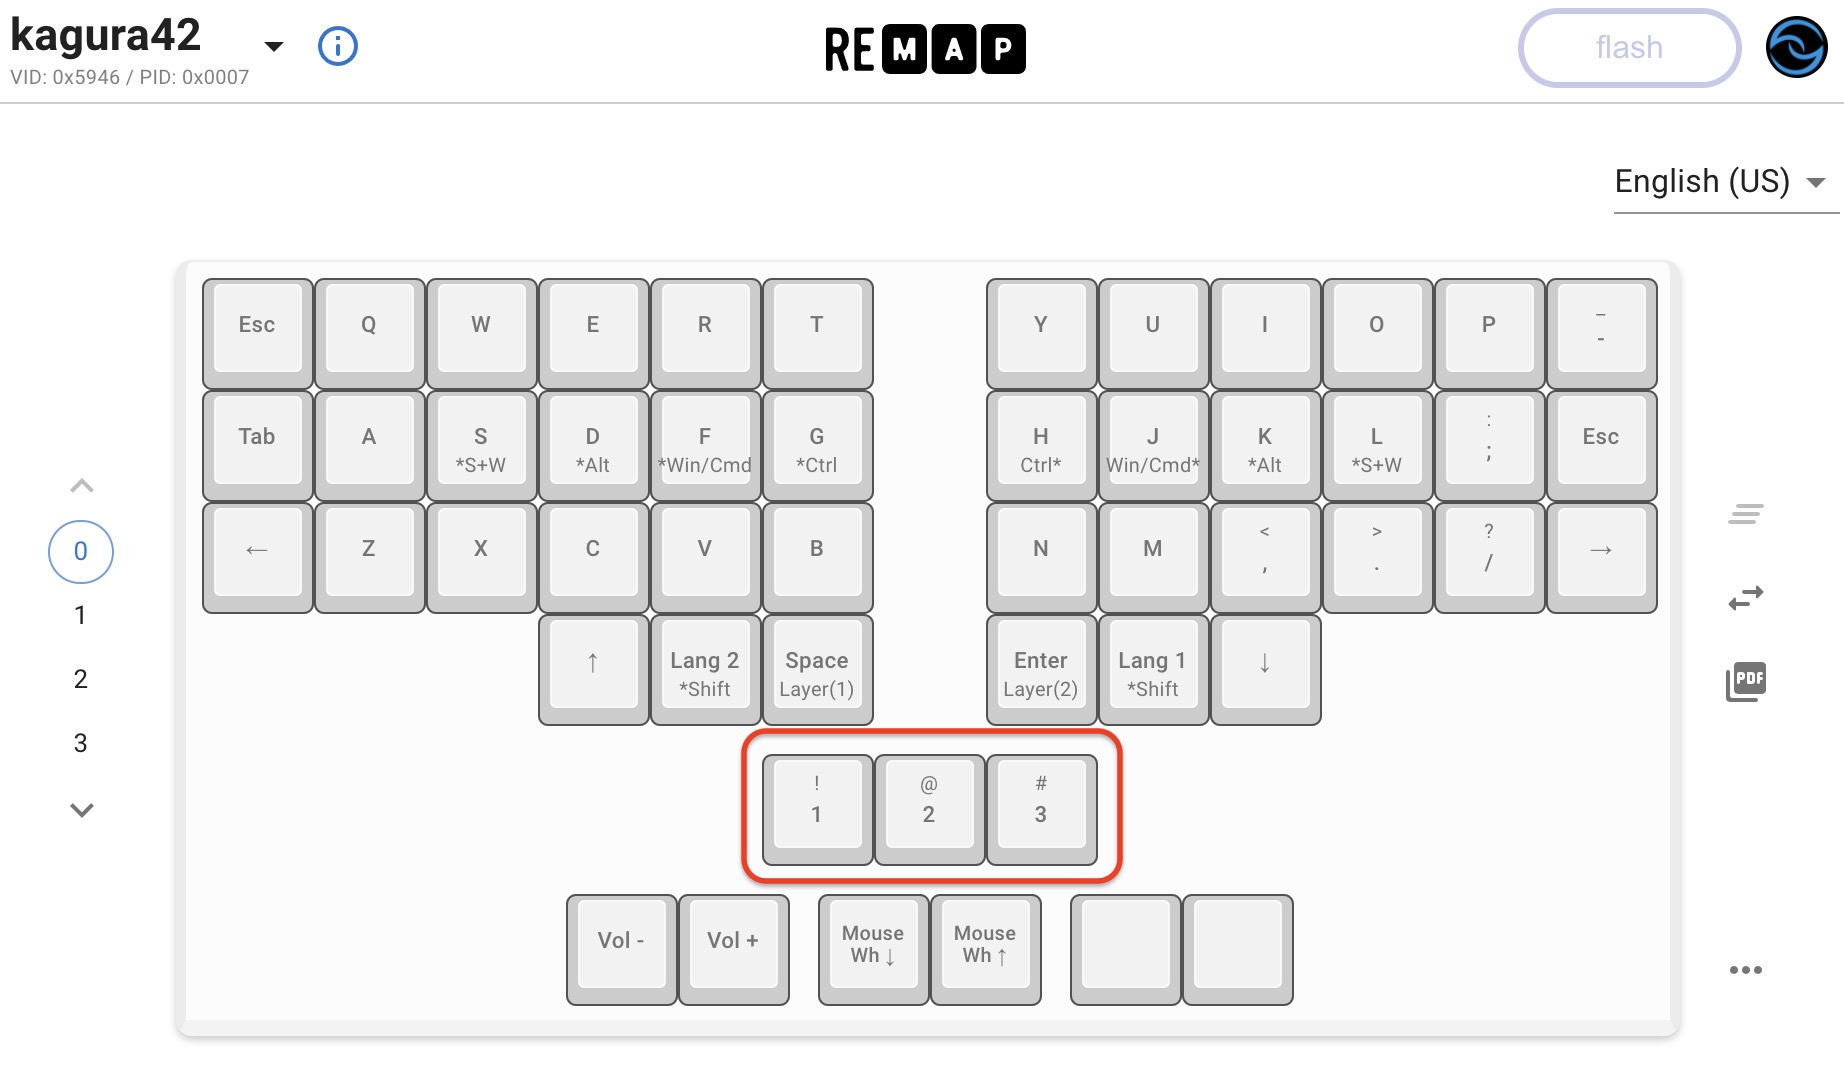 kagura42
VID: 0x5946 / PID: 0x0007
REMAP
flash
English (US)
Esc Q W E R T Y U I O P _ -
Tab A S *S+W D *Alt F *Win/Cmd G *Ctrl H Ctrl* J Win/Cmd* K *Alt L *S+W : ; Esc
← Z X C V B N M < , > . ? / →
↑ Lang 2 *Shift Space Layer(1) Enter Layer(2) Lang 1 *Shift ↓
! 1 @ 2 # 3
Vol - Vol + Mouse Wh ↓ Mouse Wh ↑
0
1
2
3
PDF